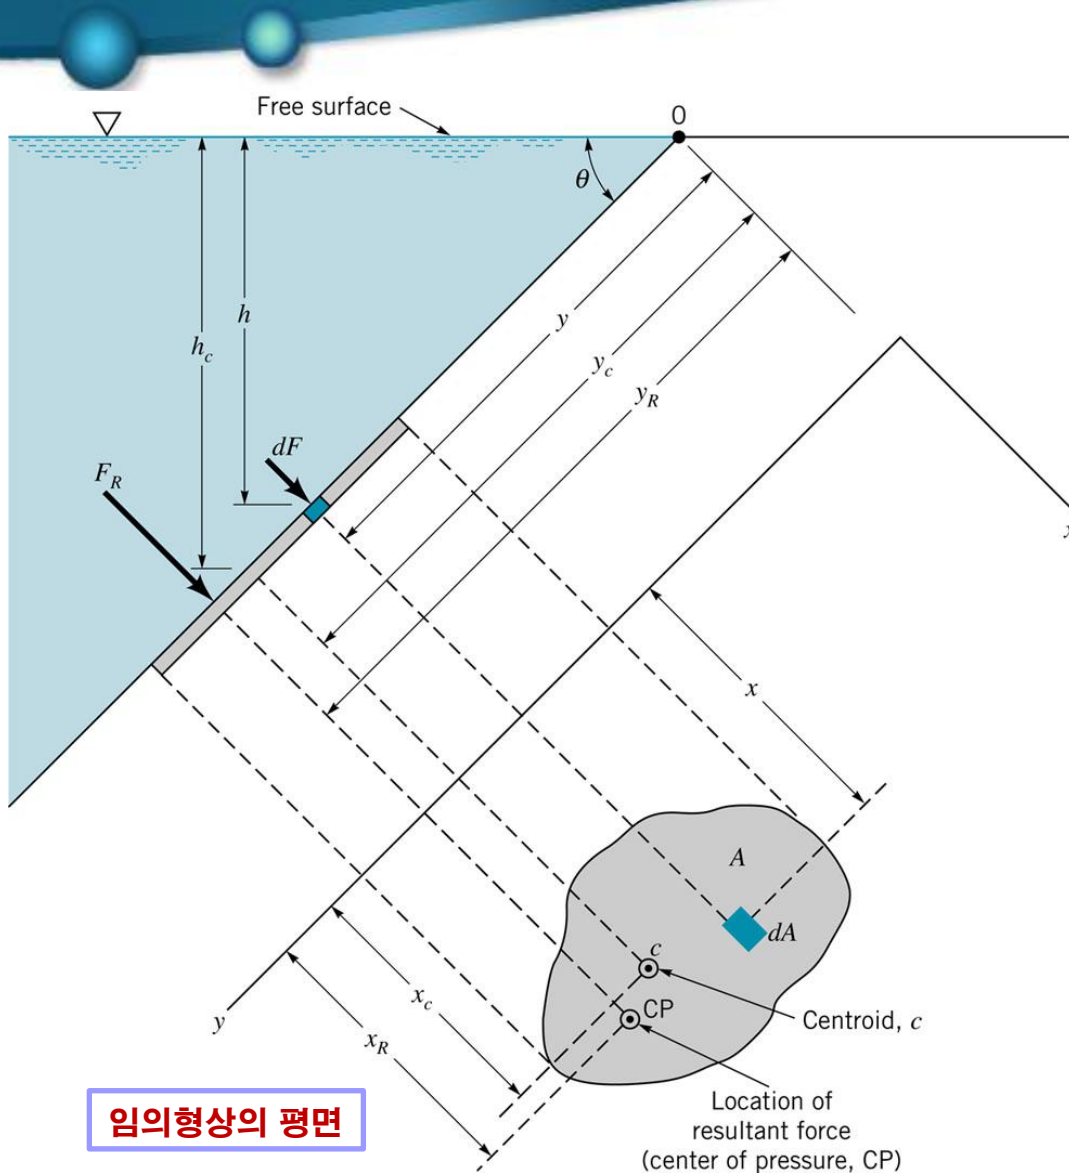 Free surface
0
θ
h
h_c
y
y_c
y_R
dF
F_R
x
A
dA
c
CP
x_c
x_R
y
Centroid, c
Location of
resultant force
(center of pressure, CP)
임의형상의 평면